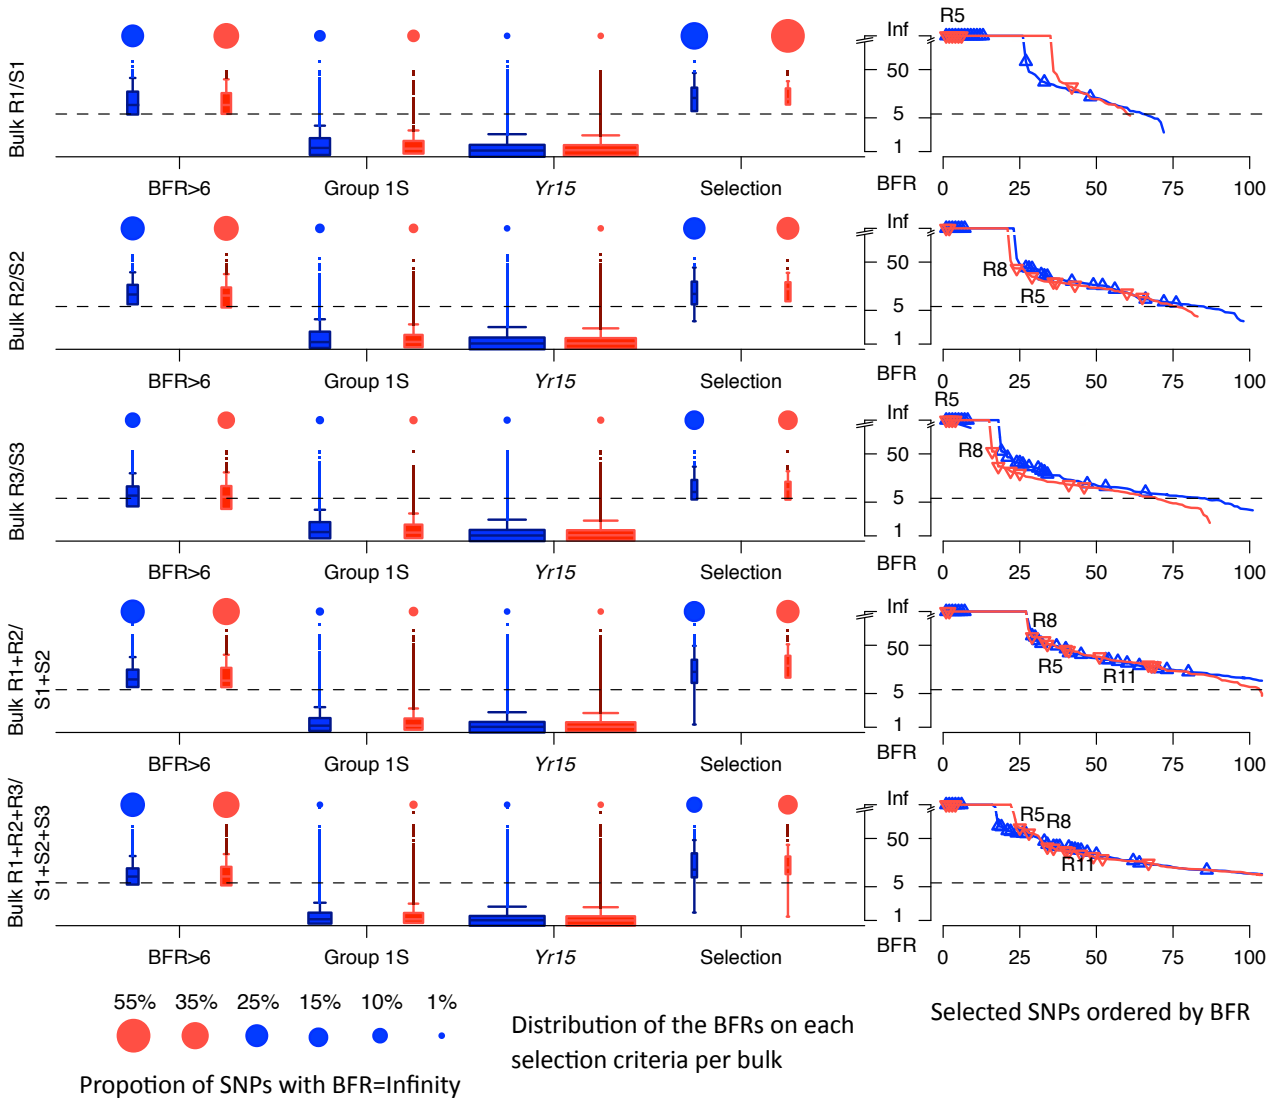 R5
Bulk R1/S1
Inf
50
5
1
BFR>6
Group 1S
Yr15
Selection
BFR
0
25
50
75
100
Bulk R2/S2
Inf
50
5
1
R8
R5
BFR>6
Group 1S
Yr15
Selection
BFR
0
25
50
75
100
R5
Bulk R3/S3
Inf
50
5
1
R8
BFR>6
Group 1S
Yr15
Selection
BFR
0
25
50
75
100
Bulk R1+R2/
S1+S2
Inf
50
5
1
R8
R5
R11
BFR>6
Group 1S
Yr15
Selection
BFR
0
25
50
75
100
Bulk R1+R2+R3/
S1+S2+S3
Inf
50
5
1
R5
R8
R11
BFR>6
Group 1S
Yr15
Selection
BFR
0
25
50
75
100
55%
35%
25%
15%
10%
1%
Propotion of SNPs with BFR=Infinity
Distribution of the BFRs on each
selection criteria per bulk
Selected SNPs ordered by BFR